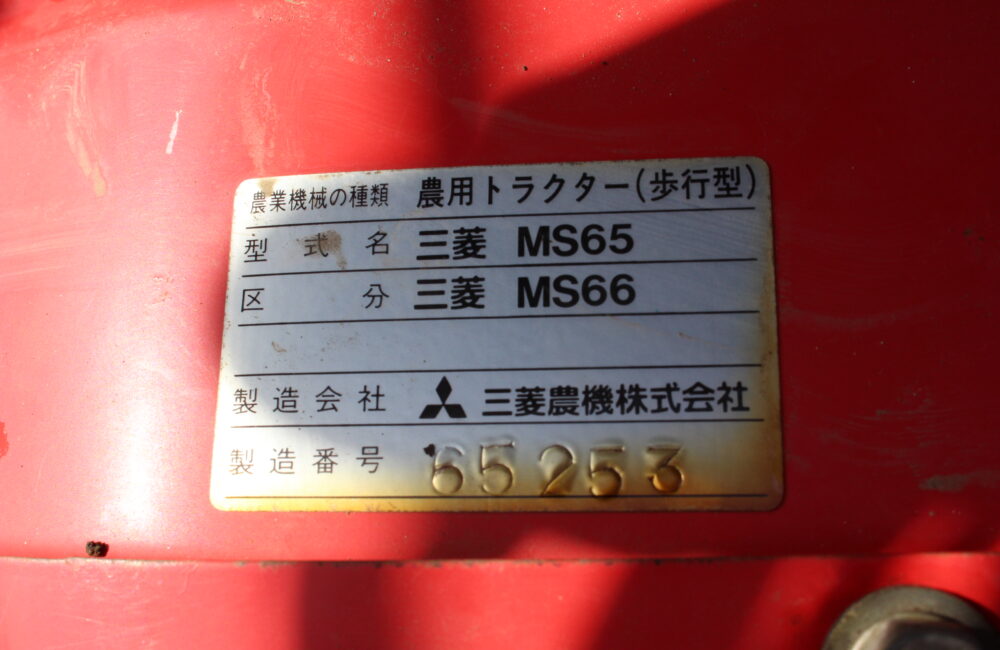 農業機械の種類 農用トラクター(歩行型)
型式名 三菱 MS65
区分 三菱 MS66
製造会社 三菱農機株式会社
製造番号 65253